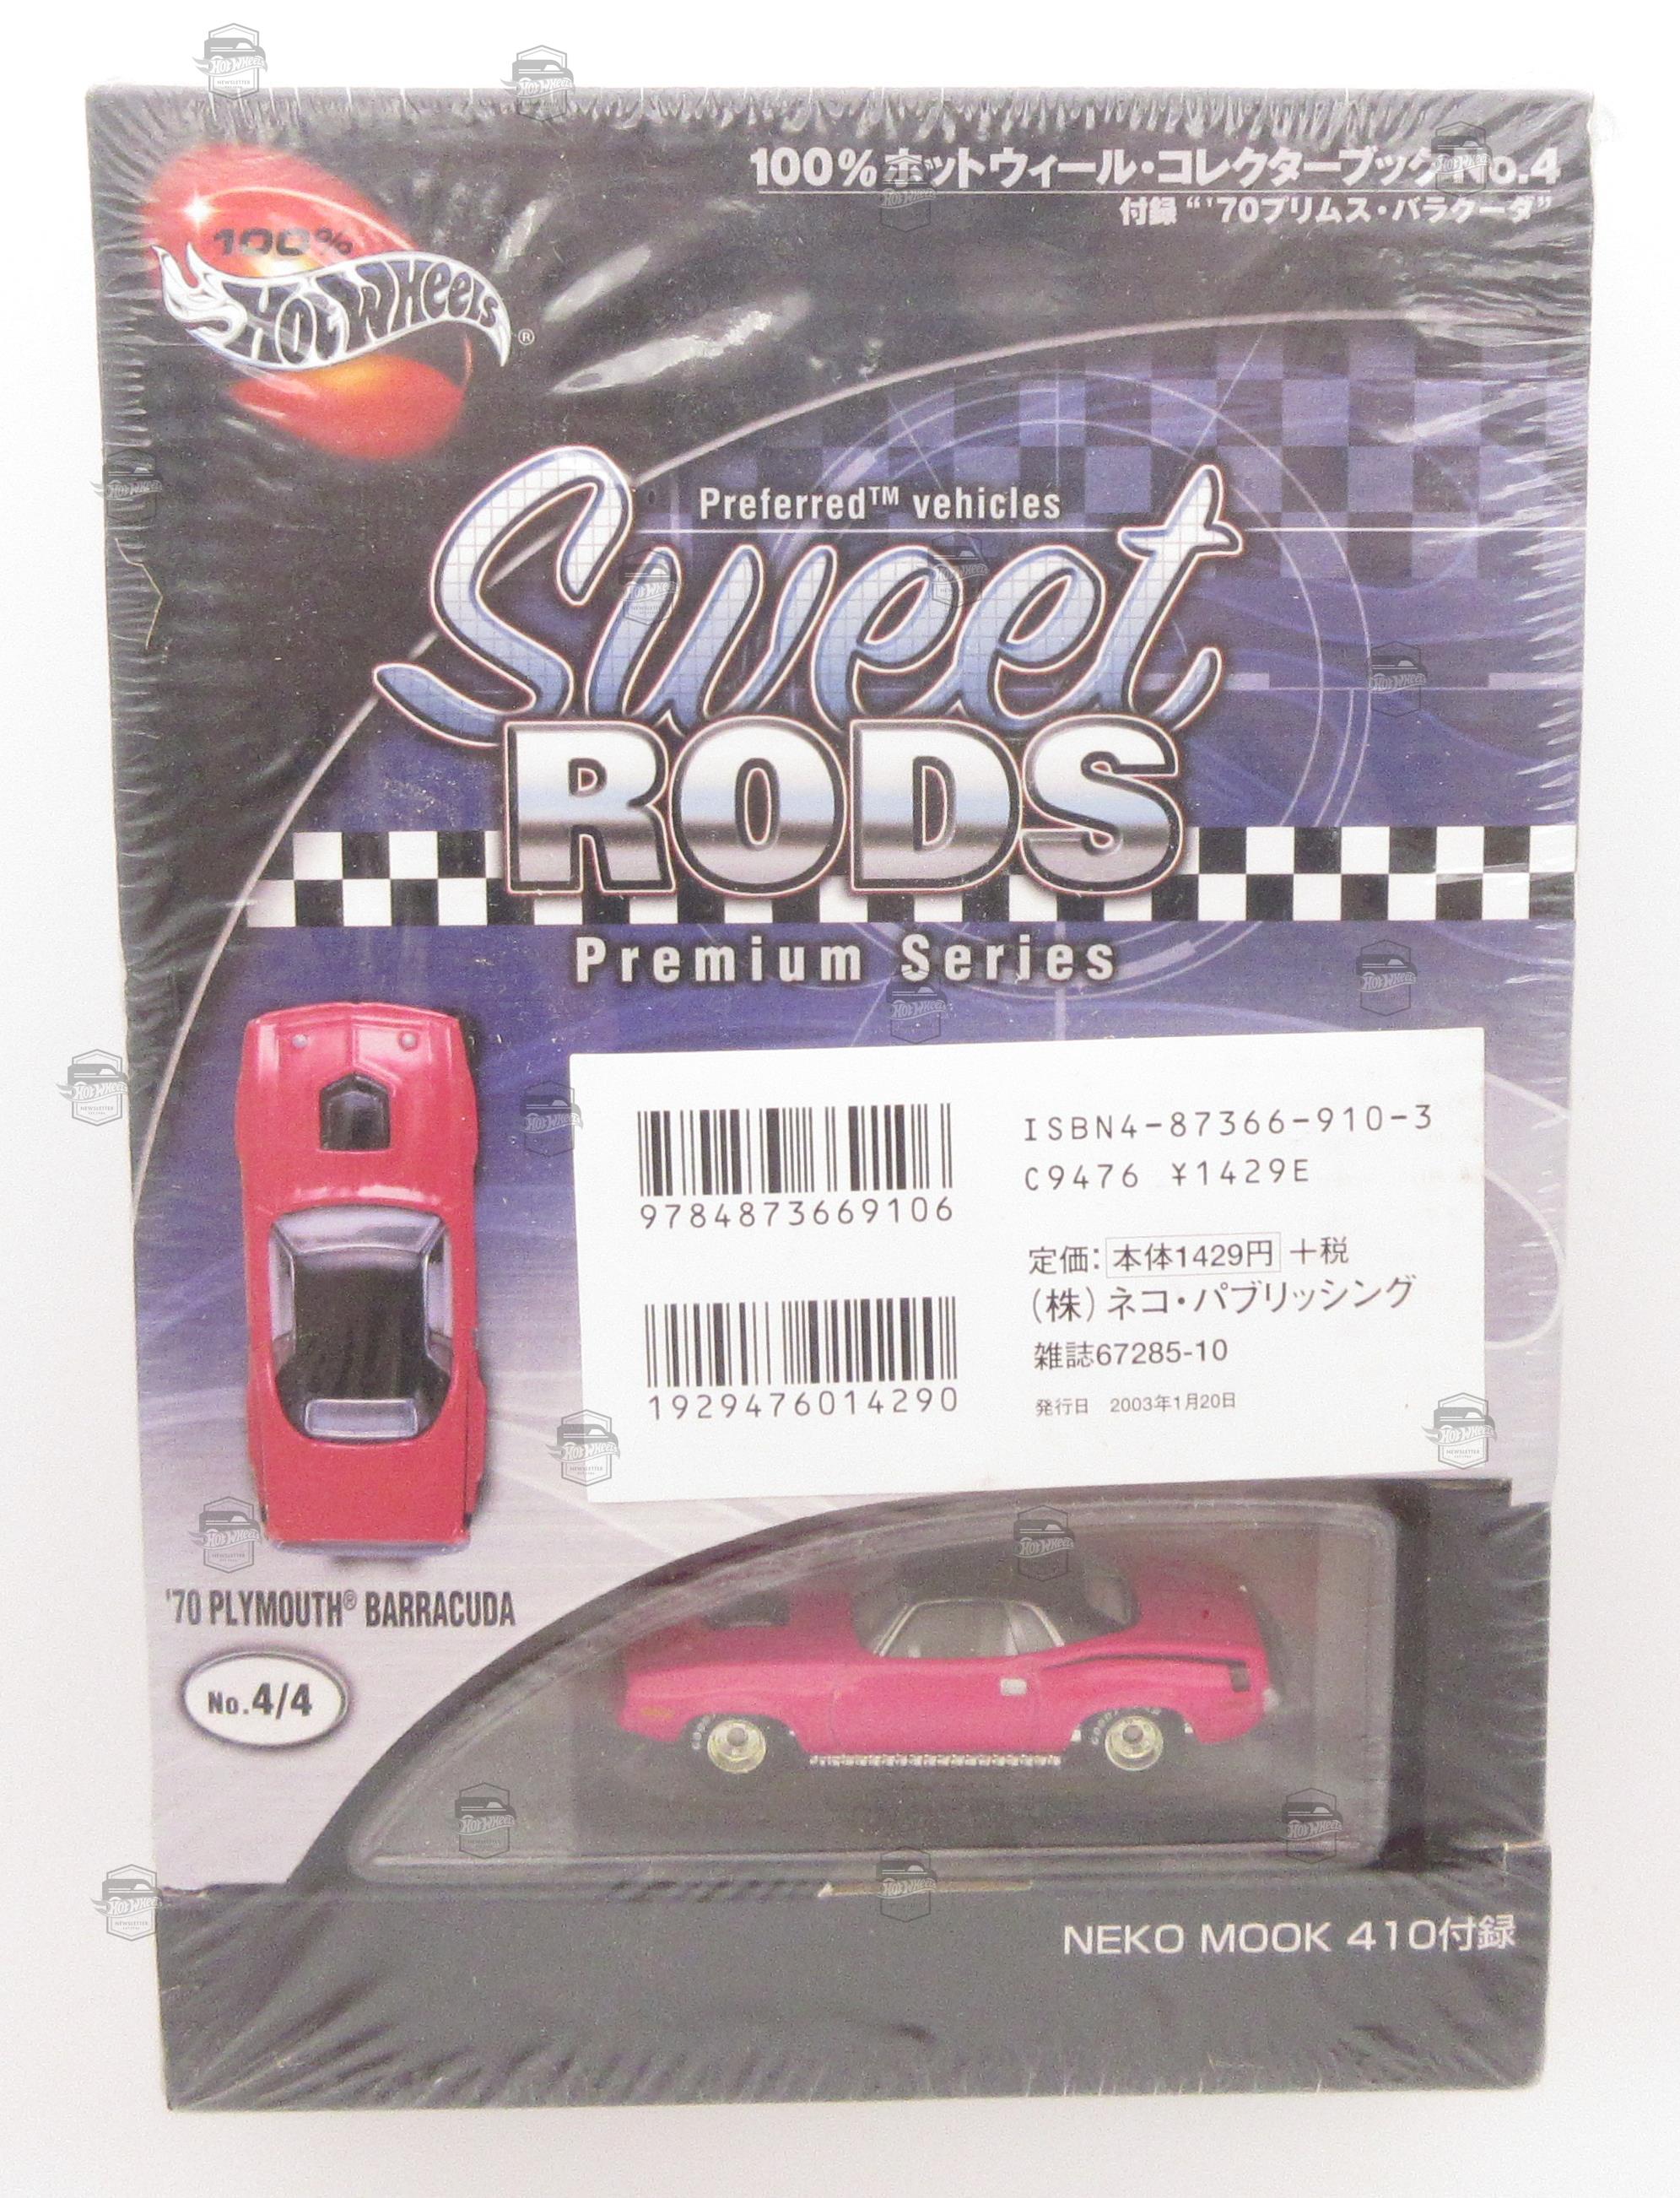 100%ホットウィール・コレクターブック No.4
付録 “ '70プリムス・バラクーダ”
100%
Hot Wheels®
Preferred™ vehicles
Sweet
RODS
Premium Series
ISBN4-87366-910-3
C9476 ¥1429E
9784873669106
定価: 本体1429円 +税
(株) ネコ・パブリッシング
雑誌67285-10
発行日 2003年1月20日
1929476014290
'70 PLYMOUTH® BARRACUDA
No.4/4
NEKO MOOK 410付録
Hot Wheels
NEWSLETTER